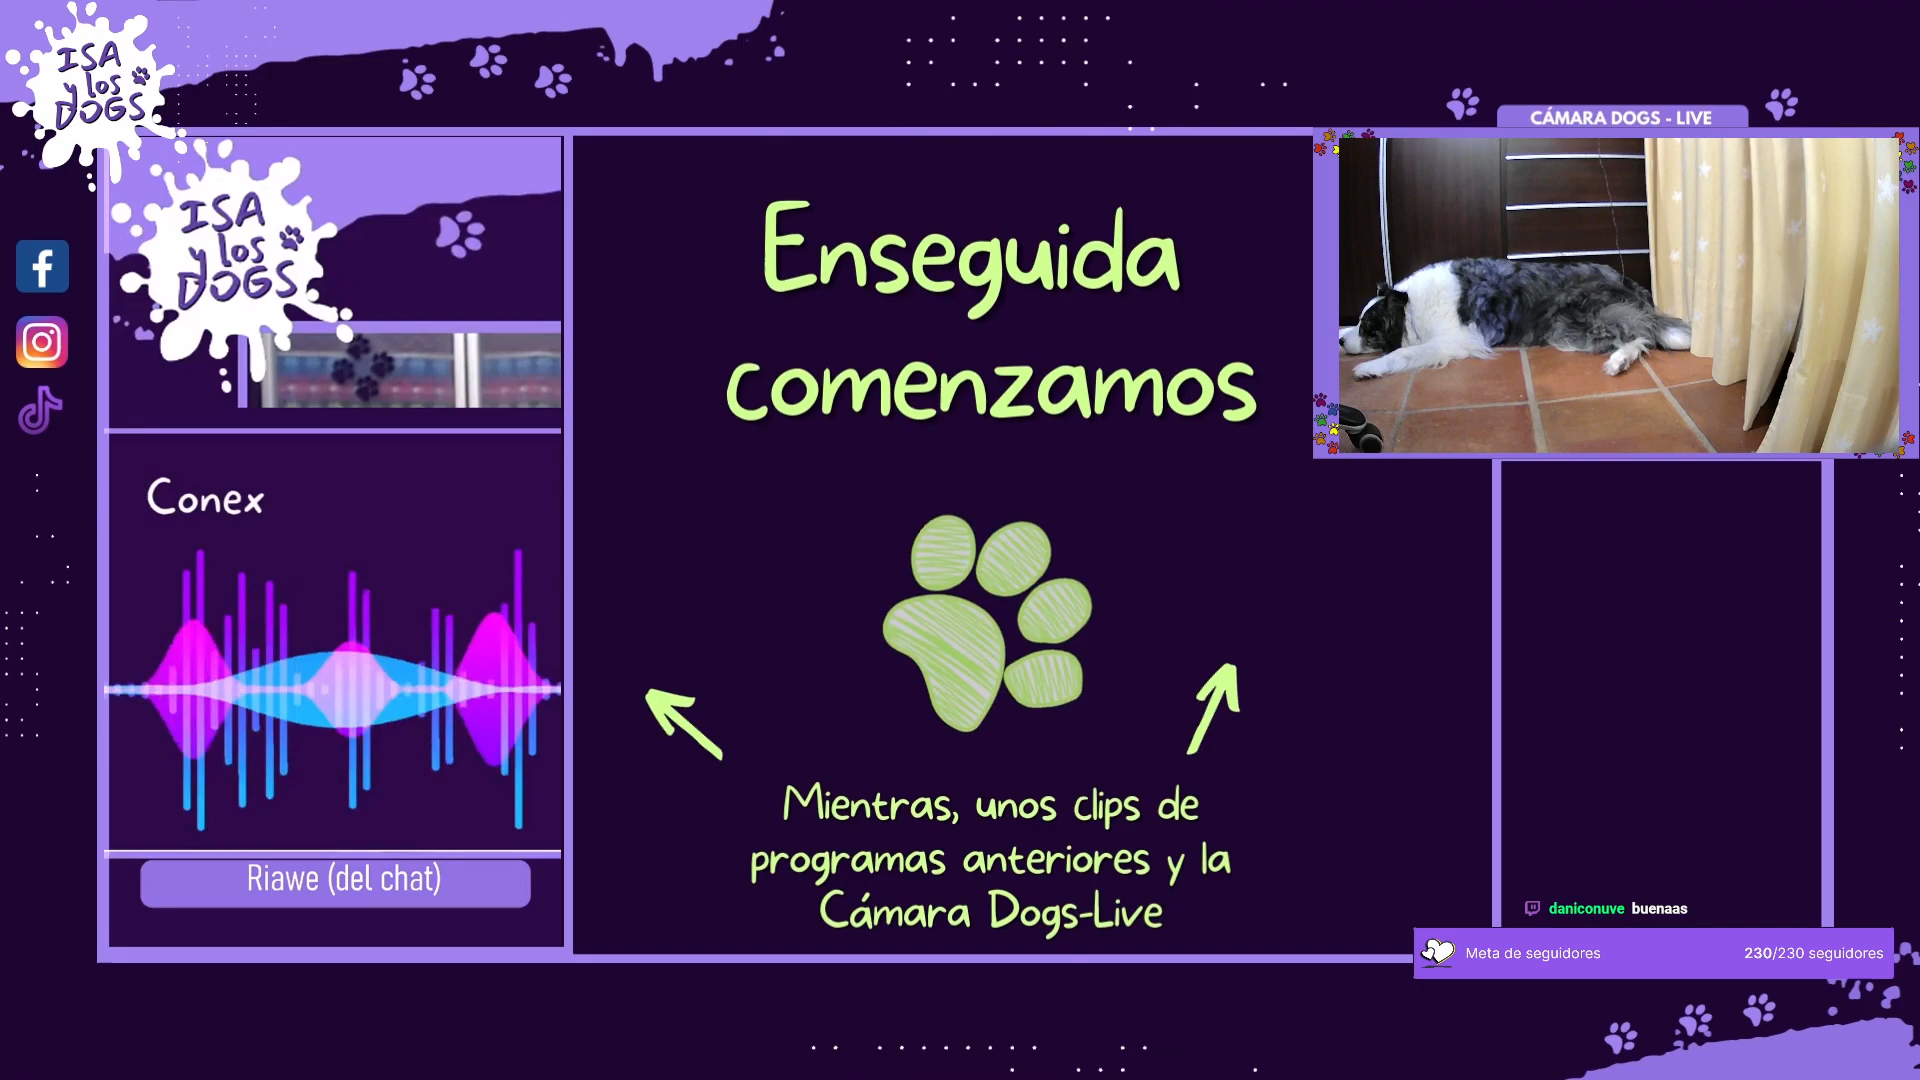 ISA
y los
DOGS
CÁMARA DOGS - LIVE
ISA
y los
DOGS
Enseguida
comenzamos
Conex
Mientras, unos clips de
programas anteriores y la
Cámara Dogs-Live
Riawe (del chat)
daniconuve buenaas
Meta de seguidores 230/230 seguidores